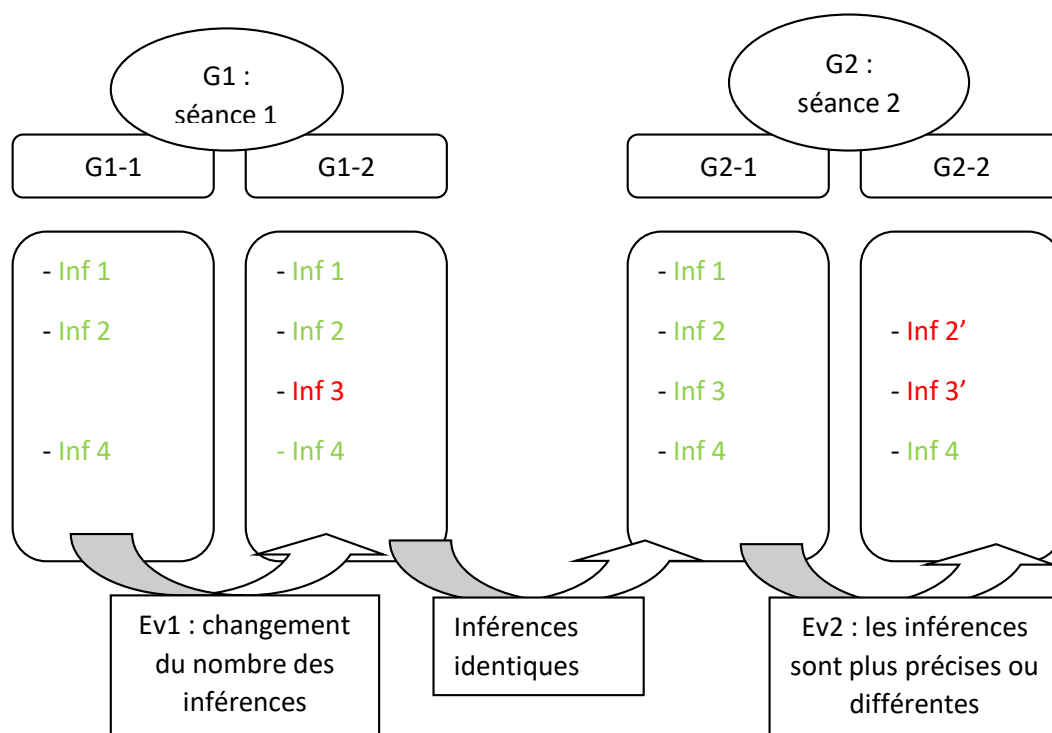 G1 :
séance 1
G2 :
séance 2
G1-1
G1-2
G2-1
G2-2
- Inf 1
- Inf 2
- Inf 4
- Inf 1
- Inf 2
- Inf 3
- Inf 4
- Inf 1
- Inf 2
- Inf 3
- Inf 4
- Inf 2’
- Inf 3’
- Inf 4
Ev1 : changement
du nombre des
inférences
Inférences
identiques
Ev2 : les inférences
sont plus précises ou
différentes